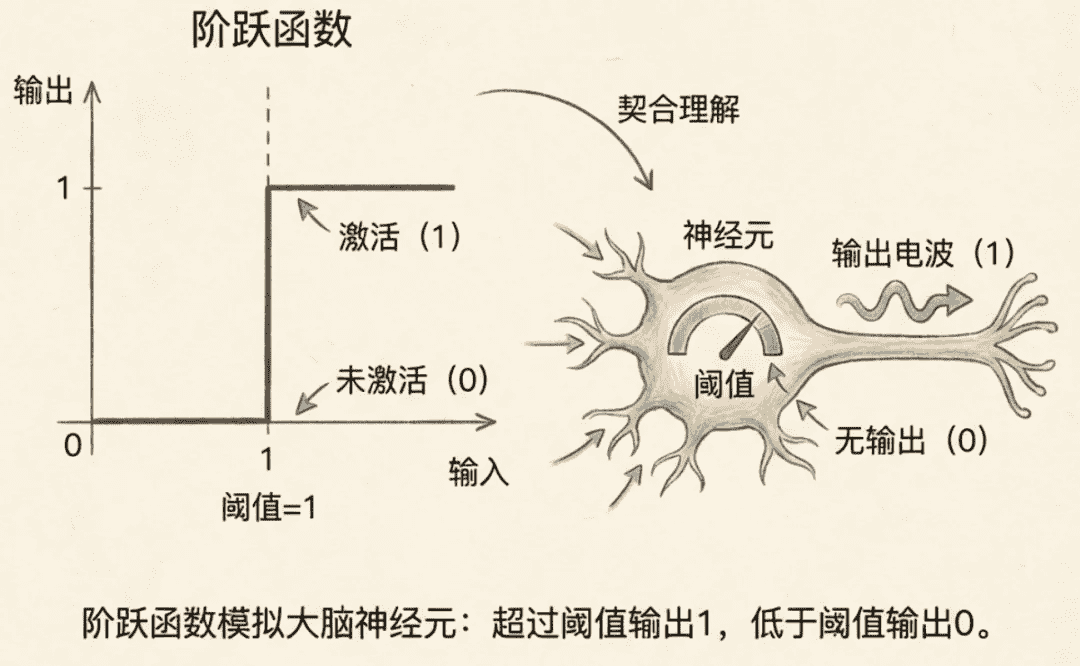 阶跃函数
输出
1
激活（1）
未激活（0）
0
1
输入
阈值=1
契合理解
神经元
输出电波（1）
阈值
无输出（0）
阶跃函数模拟大脑神经元：超过阈值输出1，低于阈值输出0。